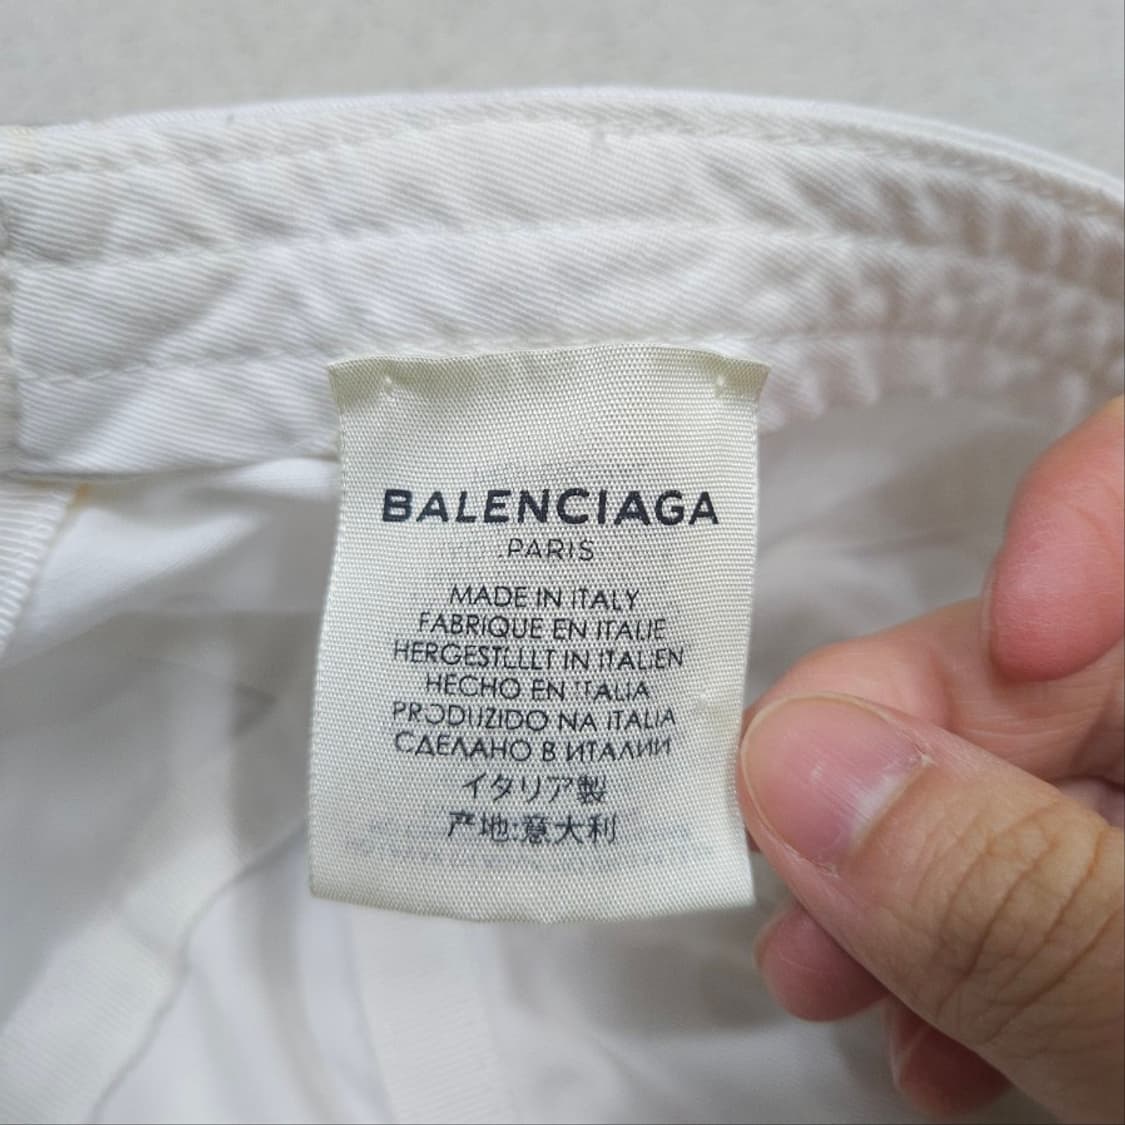 BALENCIAGA
PARIS
MADE IN ITALY
FABRIQUE EN ITALIE
HERGESTLLLT IN ITALIEN
HECHO EN ITALIA
PRODUZIDO NA ITALIA
СДЕЛАНО В ИТАЛИИ
イタリア製
产地:意大利